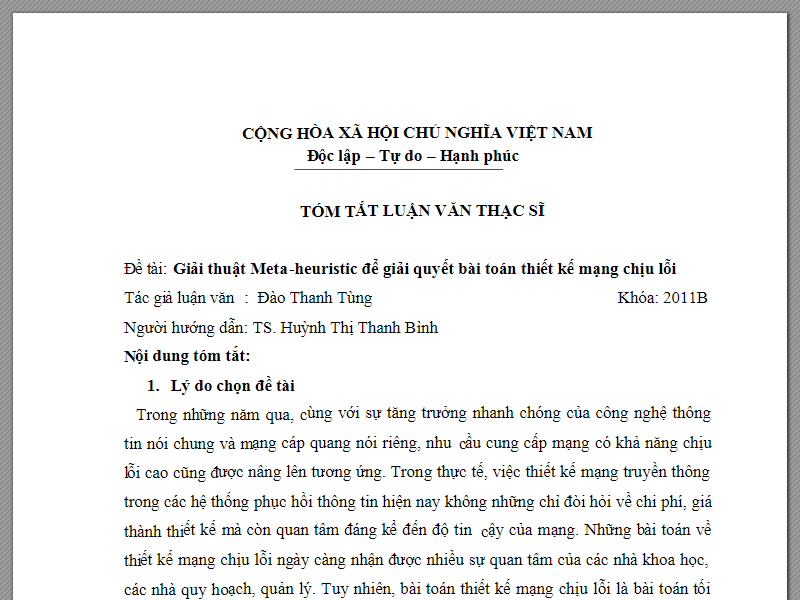 CỘNG HÒA XÃ HỘI CHỦ NGHĨA VIỆT NAM
Độc lập – Tự do – Hạnh phúc
TÓM TẮT LUẬN VĂN THẠC SĨ
Đề tài: Giải thuật Meta-heuristic để giải quyết bài toán thiết kế mạng chịu lỗi
Tác giả luận văn : Đào Thanh Tùng Khóa: 2011B
Người hướng dẫn: TS. Huỳnh Thị Thanh Bình
Nội dung tóm tắt:
1. Lý do chọn đề tài
Trong những năm qua, cùng với sự tăng trưởng nhanh chóng của công nghệ thông
tin nói chung và mạng cáp quang nói riêng, nhu cầu cung cấp mạng có khả năng chịu
lỗi cao cũng được nâng lên tương ứng. Trong thực tế, việc thiết kế mạng truyền thông
trong các hệ thống phục hồi thông tin hiện nay không những chỉ đòi hỏi về chi phí, giá
thành thiết kế mà còn quan tâm đáng kể đến độ tin cậy của mạng. Những bài toán về
thiết kế mạng chịu lỗi ngày càng nhận được nhiều sự quan tâm của các nhà khoa học,
các nhà quy hoạch, quản lý. Tuy nhiên, bài toán thiết kế mạng chịu lỗi là bài toán tối